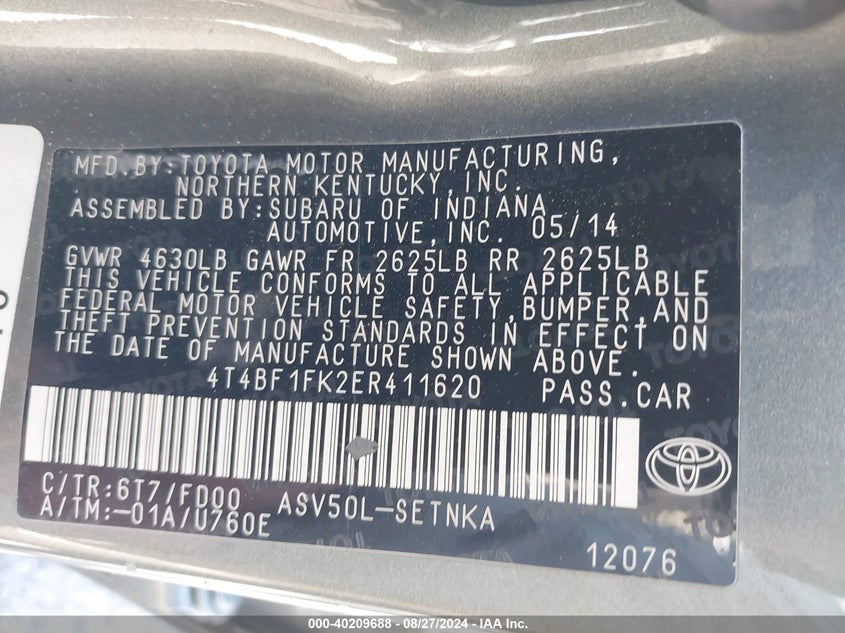 MFD.BY:TOYOTA MOTOR MANUFACTURING,
NORTHERN KENTUCKY,INC.
ASSEMBLED BY:SUBARU OF INDIANA
AUTOMOTIVE,INC. 05/14
GVWR 4630LB GAWR FR 2625LB RR 2625LB
THIS VEHICLE CONFORMS TO ALL APPLICABLE
FEDERAL MOTOR VEHICLE SAFETY,BUMPER,AND
THEFT PREVENTION STANDARDS IN EFFECT ON
THE DATE OF MANUFACTURE SHOWN ABOVE.
4T4BF1FK2ER411620 PASS.CAR
C/TR:6T7/FD00 ASV50L-SETNKA
A/TM:-01A/U760E
12076
000-40209688 - 08/27/2024 - IAA Inc.